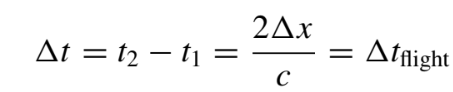 Δt = t₂ − t₁ = 2Δx / c = Δt_flight